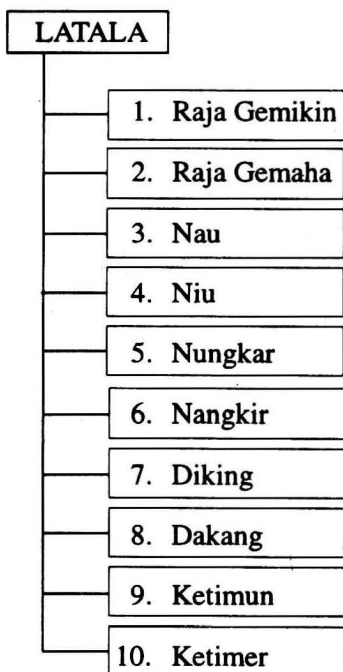 LATALA
1. Raja Gemikin
2. Raja Gemaha
3. Nau
4. Niu
5. Nungkar
6. Nangkir
7. Diking
8. Dakang
9. Ketimun
10. Ketimer